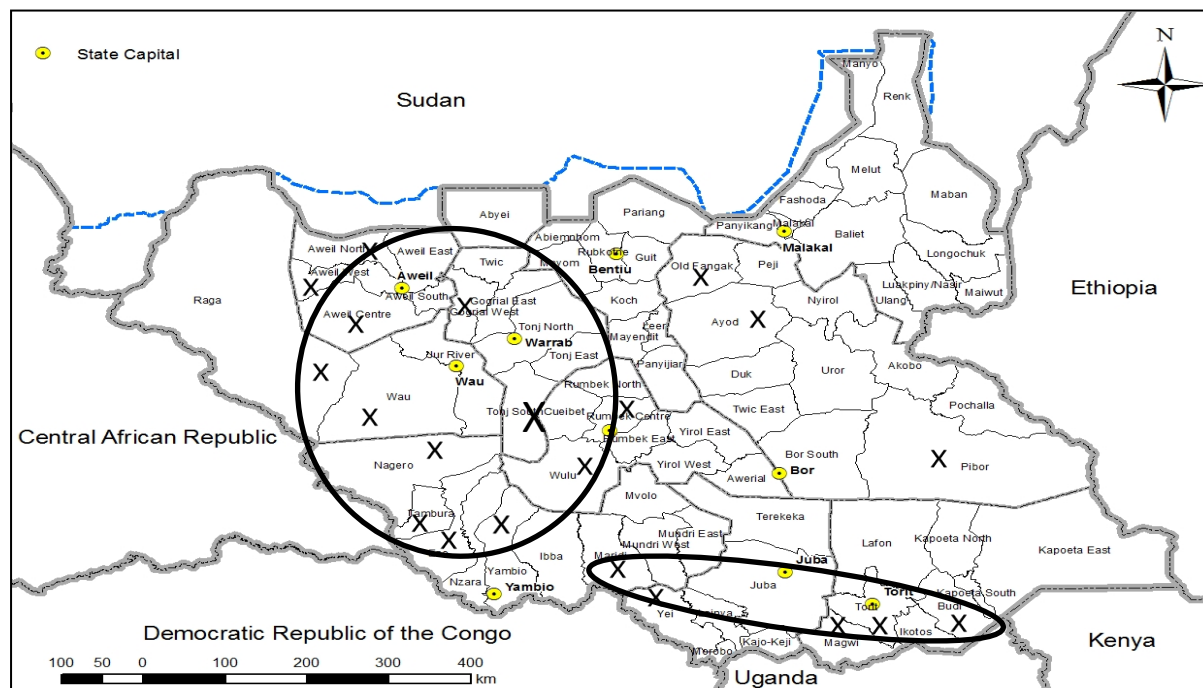 N
State Capital
Sudan
Manyo
Renk
Melut
Maban
Fashoda
Abyei
Pariang
Panyikang
Malakal
Malakal
Baliet
Abiemnhom
Aweil North
Aweil East
Rubkone
Guit
Longochuk
Twic
Mayom
Bentiu
Old Fangak
Peji
Aweil West
Aweil
Luakpiny/Nasir
Maiwut
Ethiopia
Raga
Aweil South
Gogrial East
Gogrial West
Koch
Nyirol
Ulang
X
X
X
X
Aweil Centre
X
Tonj North
Leer
Ayod
X
Warrab
Mayendit
Jur River
Tonj East
Panyijiar
Akobo
X
Wau
Duk
Uror
Rumbek North
Wau
X
Tonj South
Cueibet
X
Rumbek Centre
X
Twic East
Pochalla
Central African Republic
Rumbek East
Yirol East
Bor South
X
Nagero
X
Wulu
X
Yirol West
Awerial
Bor
Pibor
Mvolo
Tambura
X
X
X
Terekeka
Mundri East
Mundri West
Lafon
Kapoeta North
Kapoeta East
Ibba
Maridi
X
Juba
Juba
Nzara
Yambio
Yambio
Yei
X
Torit
Torit
Kapoeta South
Budi
X
X
X
Ikotos
Democratic Republic of the Congo
Kajo-Keji
Magwi
Kenya
Morobo
Uganda
100 50 0 100 200 300 400
km